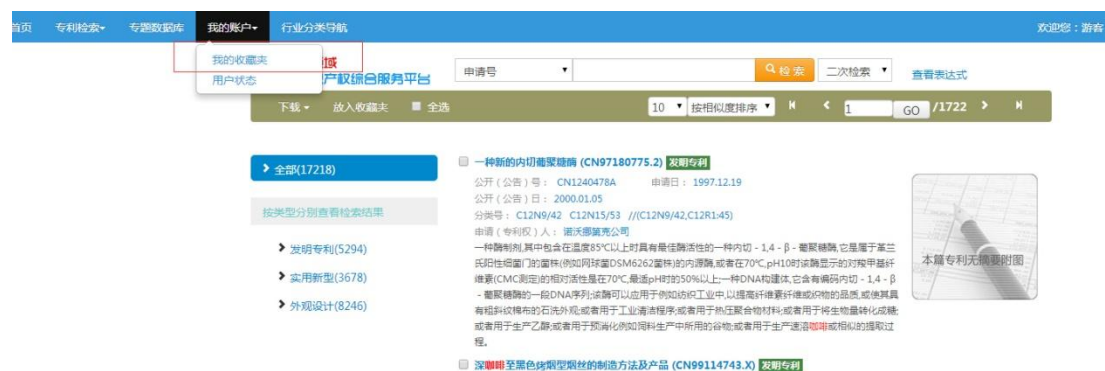 首页 专利检索 专题数据库 我的账户 行业分类导航 欢迎您：游客
我的收藏夹
用户状态
域
产权综合服务平台
申请号 检索 二次检索 查看表达式
下载 放入收藏夹 全选 10 按相似度排序 1 GO /1722
全部(17218)
按类型分别查看检索结果
发明专利(5294)
实用新型(3678)
外观设计(8246)
一种新的内切葡聚糖酶 (CN97180775.2) 发明专利
公开（公告）号： CN1240478A 申请日： 1997.12.19
公开（公告）日： 2000.01.05
分类号： C12N9/42 C12N15/53 //(C12N9/42,C12R1:45)
申请（专利权）人： 诺沃挪第克公司
一种酶制剂,其中包含在温度85℃以上时具有最佳酶活性的一种内切 - 1,4 - β - 葡聚糖酶,它是属于革兰
氏阳性细菌门的菌株(例如网球菌DSM6262菌株)的内源酶,或者在70℃,pH10时该酶显示的对羧甲基纤
维素(CMC测定)的相对活性是在70℃,最适pH时的50%以上;一种DNA构建体,它含有编码内切 - 1,4 - β
- 葡聚糖酶的一段DNA序列;该酶可以应用于例如纺织工业中,以提高纤维素纤维或织物的品质,或使其具
有粗斜纹棉布的石洗外观;或者用于工业清洁程序;或者用于热压聚合物材料;或者用于将生物量转化成糖;
或者用于生产乙醇;或者用于预消化例如饲料生产中所用的谷物;或者用于生产速溶咖啡或相似的提取过
程。
本篇专利无摘要附图
深咖啡至黑色烤烟型烟丝的制造方法及产品 (CN99114743.X) 发明专利